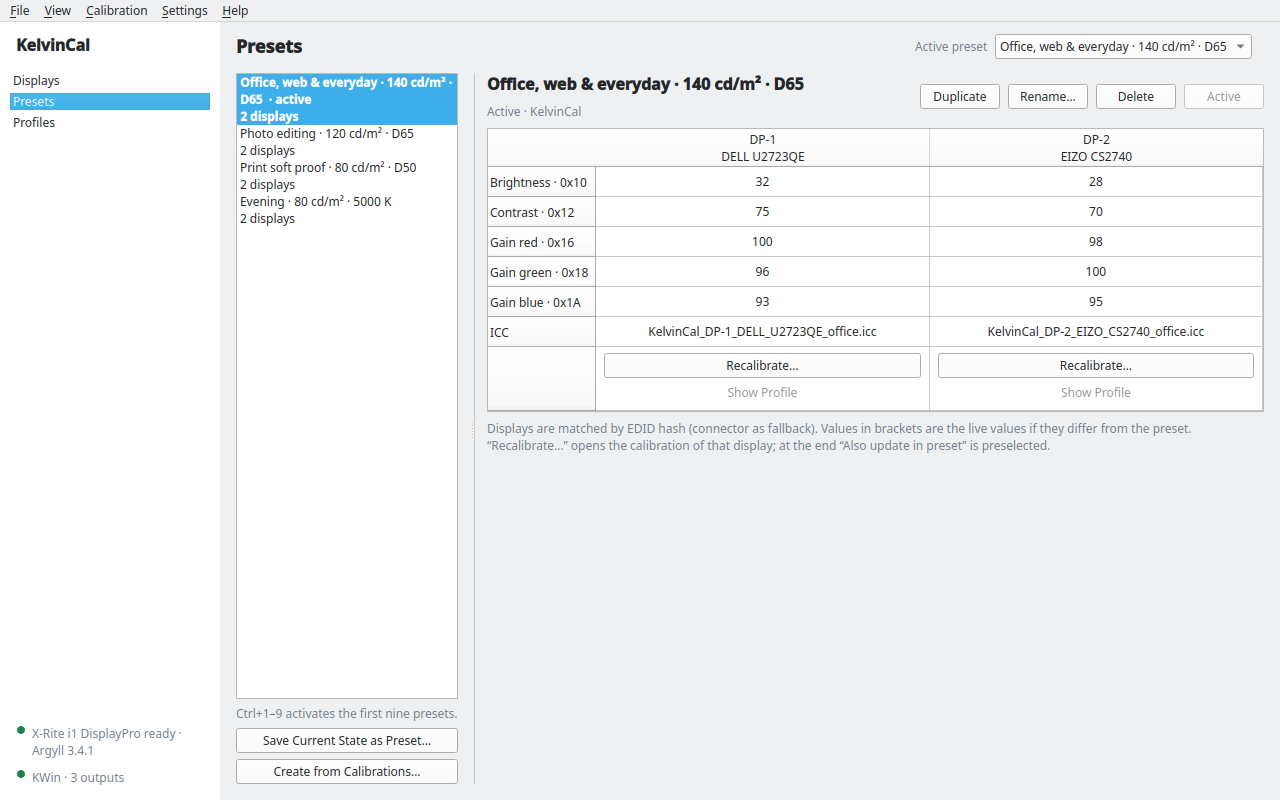 File View Calibration Settings Help
KelvinCal
Displays
Presets
Profiles
X-Rite i1 DisplayPro ready ·
Argyll 3.4.1
KWin · 3 outputs
Presets
Active preset Office, web & everyday · 140 cd/m² · D65
Office, web & everyday · 140 cd/m² ·
D65 · active
2 displays
Photo editing · 120 cd/m² · D65
2 displays
Print soft proof · 80 cd/m² · D50
2 displays
Evening · 80 cd/m² · 5000 K
2 displays
Ctrl+1–9 activates the first nine presets.
Save Current State as Preset...
Create from Calibrations...
Office, web & everyday · 140 cd/m² · D65
Active · KelvinCal
Duplicate Rename... Delete Active
DP-1 DP-2
DELL U2723QE EIZO CS2740
Brightness · 0x10 32 28
Contrast · 0x12 75 70
Gain red · 0x16 100 98
Gain green · 0x18 96 100
Gain blue · 0x1A 93 95
ICC KelvinCal_DP-1_DELL_U2723QE_office.icc KelvinCal_DP-2_EIZO_CS2740_office.icc
Recalibrate... Recalibrate...
Show Profile Show Profile
Displays are matched by EDID hash (connector as fallback). Values in brackets are the live values if they differ from the preset.
“Recalibrate...” opens the calibration of that display; at the end “Also update in preset” is preselected.